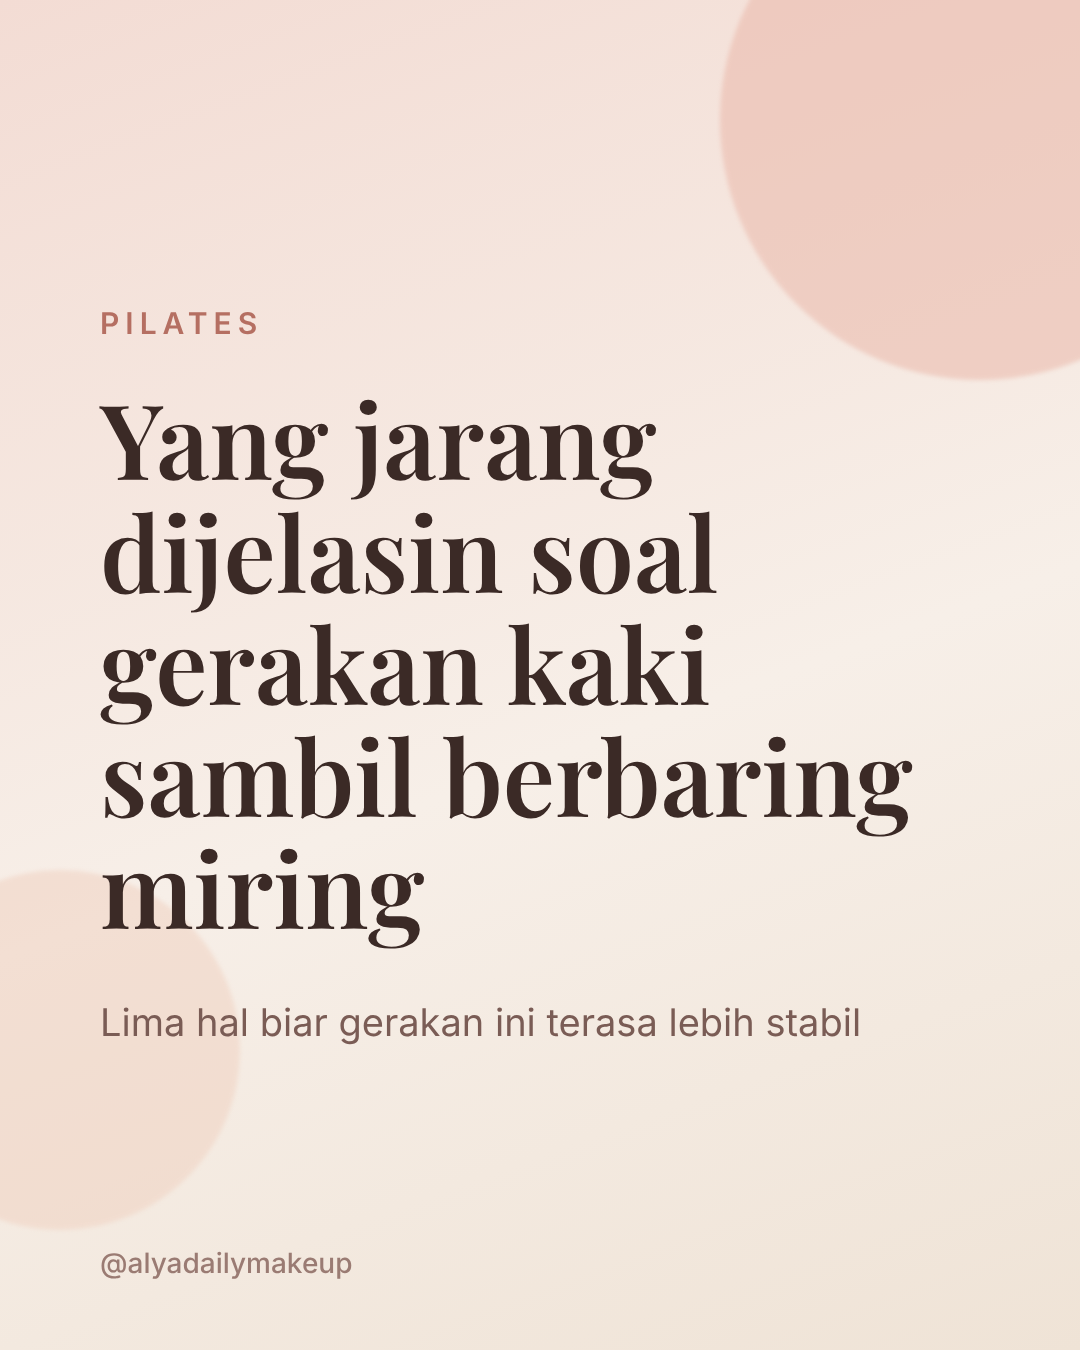 PILATES
Yang jarang
dijelasin soal
gerakan kaki
sambil berbaring
miring
Lima hal biar gerakan ini terasa lebih stabil
@alyadailymakeup